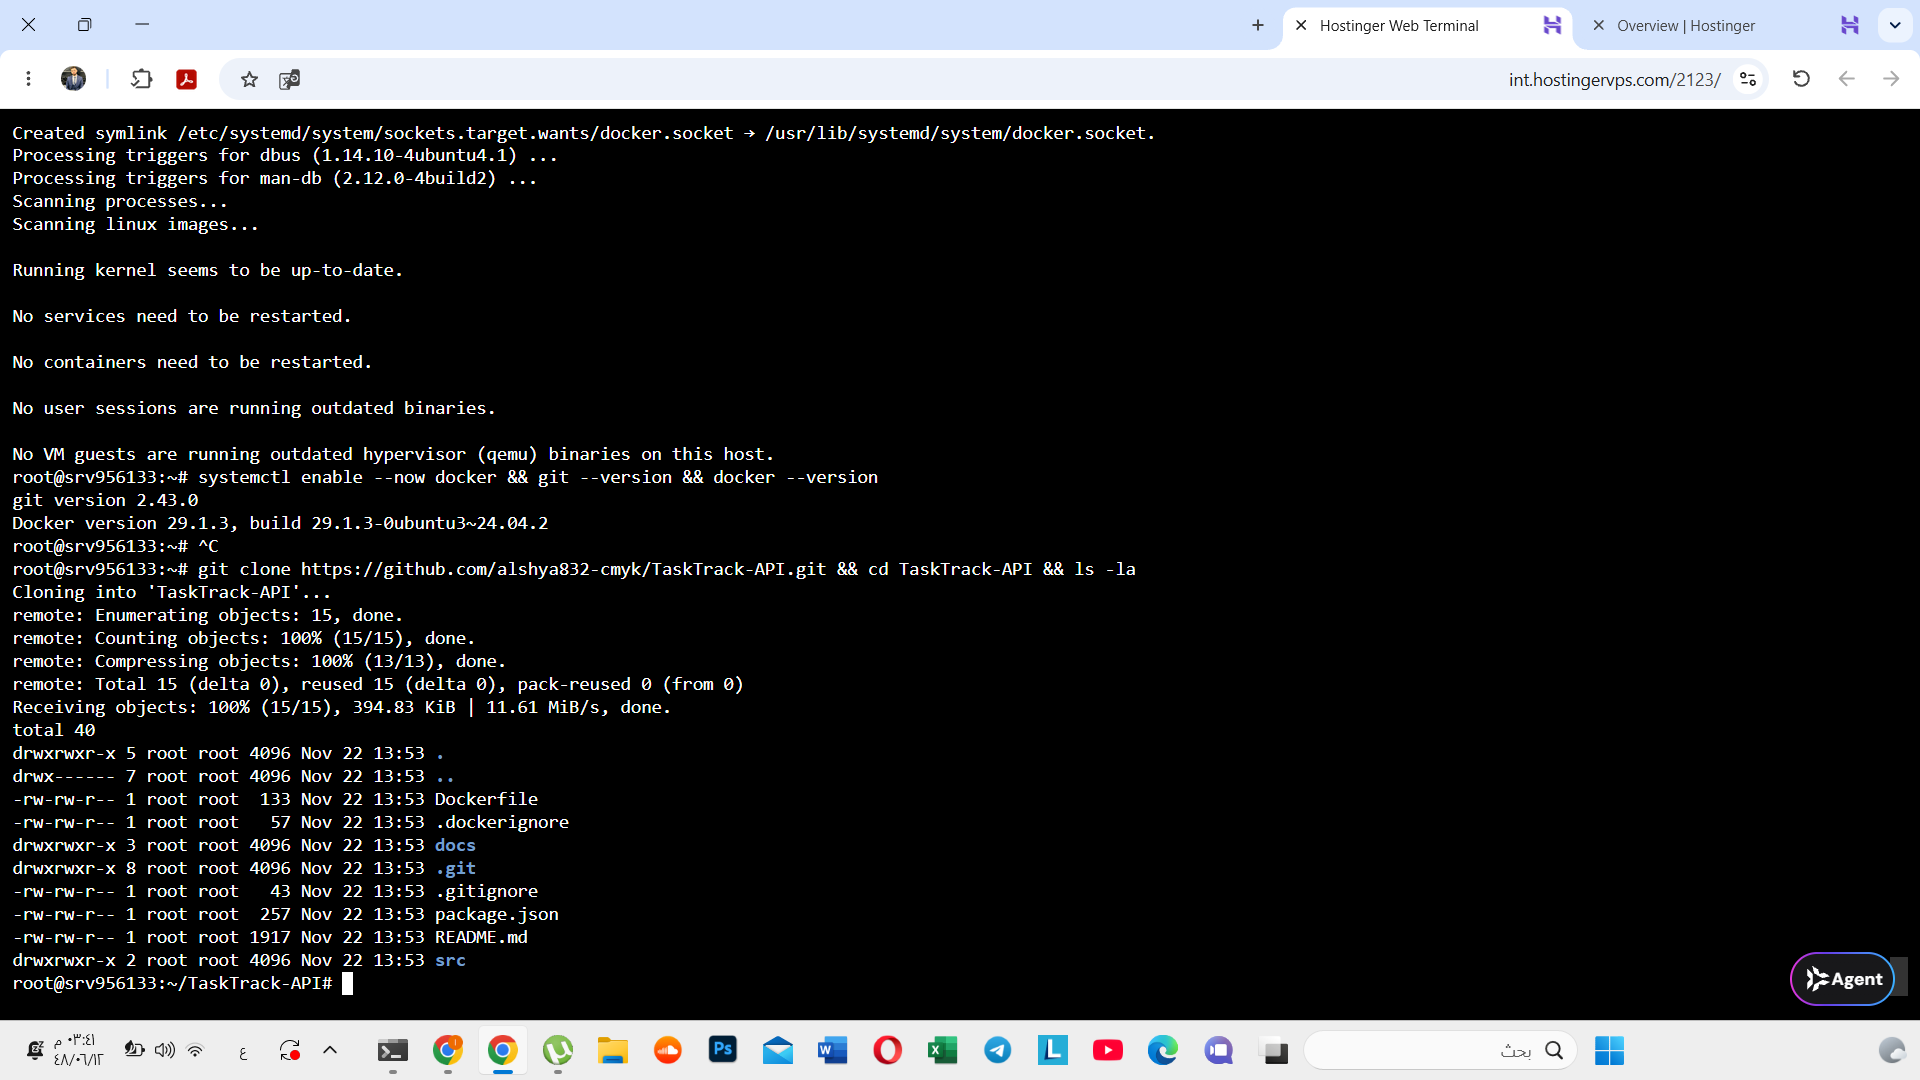 Hostinger Web Terminal
Overview | Hostinger
int.hostingervps.com/2123/
Created symlink /etc/systemd/system/sockets.target.wants/docker.socket → /usr/lib/systemd/system/docker.socket.
Processing triggers for dbus (1.14.10-4ubuntu4.1) ...
Processing triggers for man-db (2.12.0-4build2) ...
Scanning processes...
Scanning linux images...
Running kernel seems to be up-to-date.
No services need to be restarted.
No containers need to be restarted.
No user sessions are running outdated binaries.
No VM guests are running outdated hypervisor (qemu) binaries on this host.
root@srv956133:~# systemctl enable --now docker && git --version && docker --version
git version 2.43.0
Docker version 29.1.3, build 29.1.3-0ubuntu3~24.04.2
root@srv956133:~# ^C
root@srv956133:~# git clone https://github.com/alshya832-cmyk/TaskTrack-API.git && cd TaskTrack-API && ls -la
Cloning into 'TaskTrack-API'...
remote: Enumerating objects: 15, done.
remote: Counting objects: 100% (15/15), done.
remote: Compressing objects: 100% (13/13), done.
remote: Total 15 (delta 0), reused 15 (delta 0), pack-reused 0 (from 0)
Receiving objects: 100% (15/15), 394.83 KiB | 11.61 MiB/s, done.
total 40
drwxrwxr-x 5 root root 4096 Nov 22 13:53 .
drwx------ 7 root root 4096 Nov 22 13:53 ..
-rw-rw-r-- 1 root root  133 Nov 22 13:53 Dockerfile
-rw-rw-r-- 1 root root   57 Nov 22 13:53 .dockerignore
drwxrwxr-x 3 root root 4096 Nov 22 13:53 docs
drwxrwxr-x 8 root root 4096 Nov 22 13:53 .git
-rw-rw-r-- 1 root root   43 Nov 22 13:53 .gitignore
-rw-rw-r-- 1 root root  257 Nov 22 13:53 package.json
-rw-rw-r-- 1 root root 1917 Nov 22 13:53 README.md
drwxrwxr-x 2 root root 4096 Nov 22 13:53 src
root@srv956133:~/TaskTrack-API#
Agent
٠٣:٤١ م
٤٨/٠٦/١٢
ع
Ps
بحث